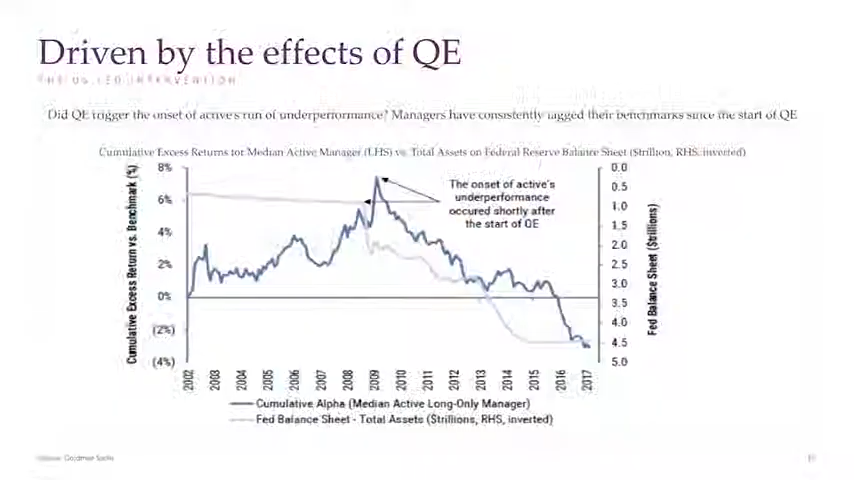 Driven by the effects of QE
THE QE LED INTERVENTION
Did QE trigger the onset of active's run of underperformance? Managers have consistently lagged their benchmarks since the start of QE
Cumulative Excess Returns for Median Active Manager (LHS) vs. Total Assets on Federal Reserve Balance Sheet ($trillion, RHS, inverted)
Cumulative Excess Return vs. Benchmark (%)
8%
6%
4%
2%
0%
(2%)
(4%)
The onset of active's
underperformance
occured shortly after
the start of QE
0.0
0.5
1.0
1.5
2.0
2.5
3.0
3.5
4.0
4.5
5.0
Fed Balance Sheet ($trillions)
2002 2003 2004 2005 2006 2007 2008 2009 2010 2011 2012 2013 2014 2015 2016 2017
Cumulative Alpha (Median Active Long-Only Manager)
Fed Balance Sheet - Total Assets ($trillions, RHS, inverted)
Source: Goldman Sachs